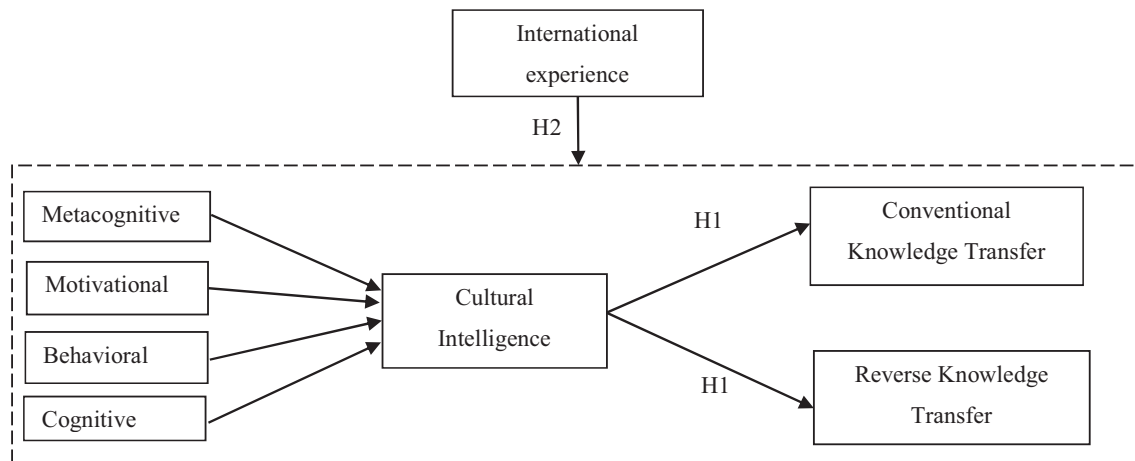 International
experience
H2
Metacognitive
Motivational
Behavioral
Cognitive
Cultural
Intelligence
H1
H1
Conventional
Knowledge Transfer
Reverse Knowledge
Transfer